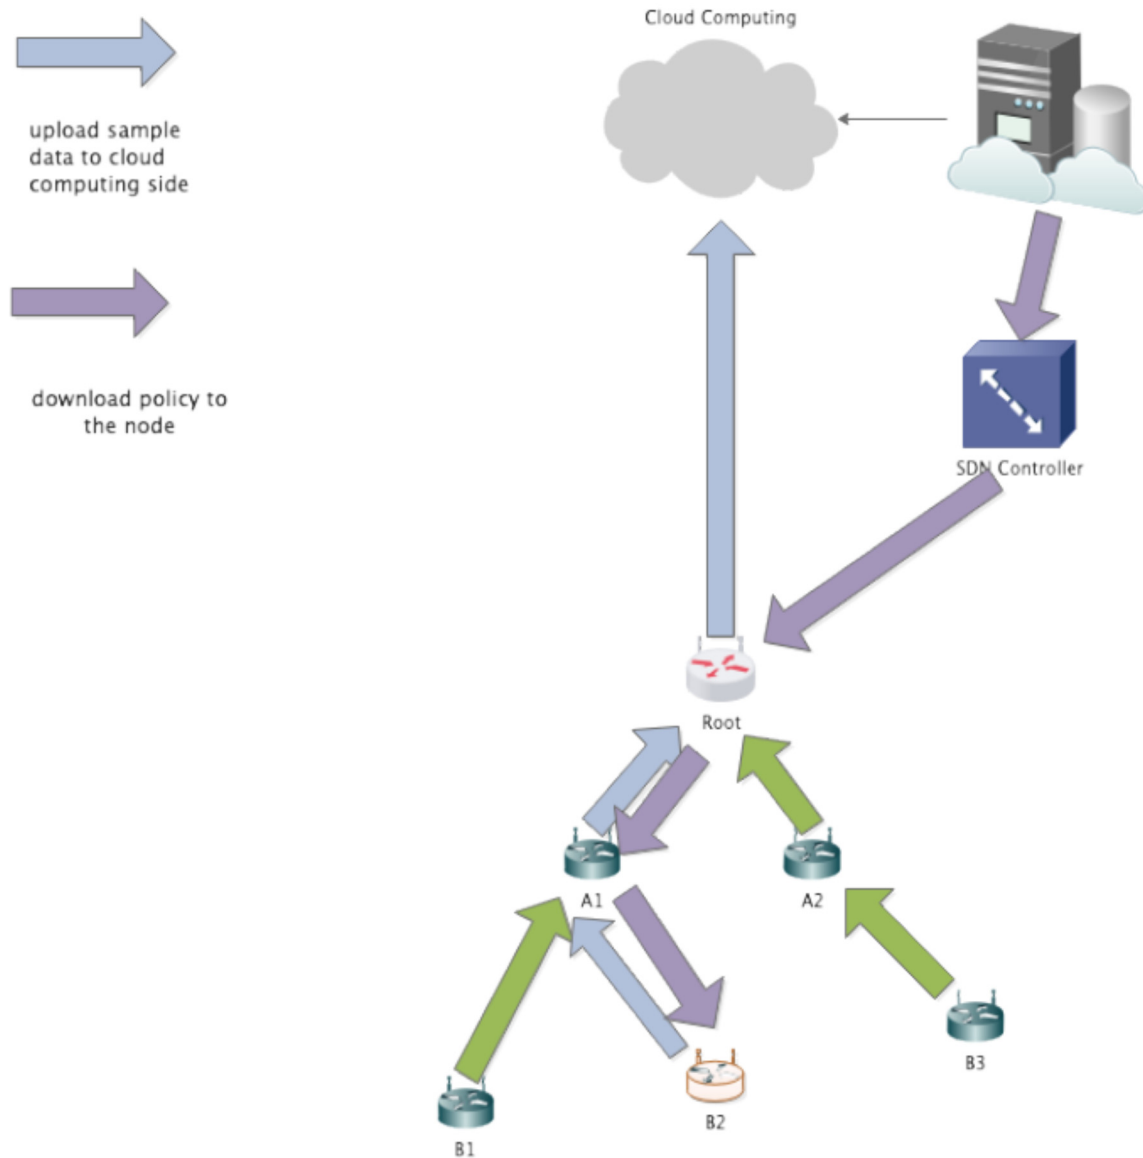 Cloud Computing
upload sample
data to cloud
computing side
download policy to
the node
SDN Controller
Root
A1
A2
B3
B2
B1